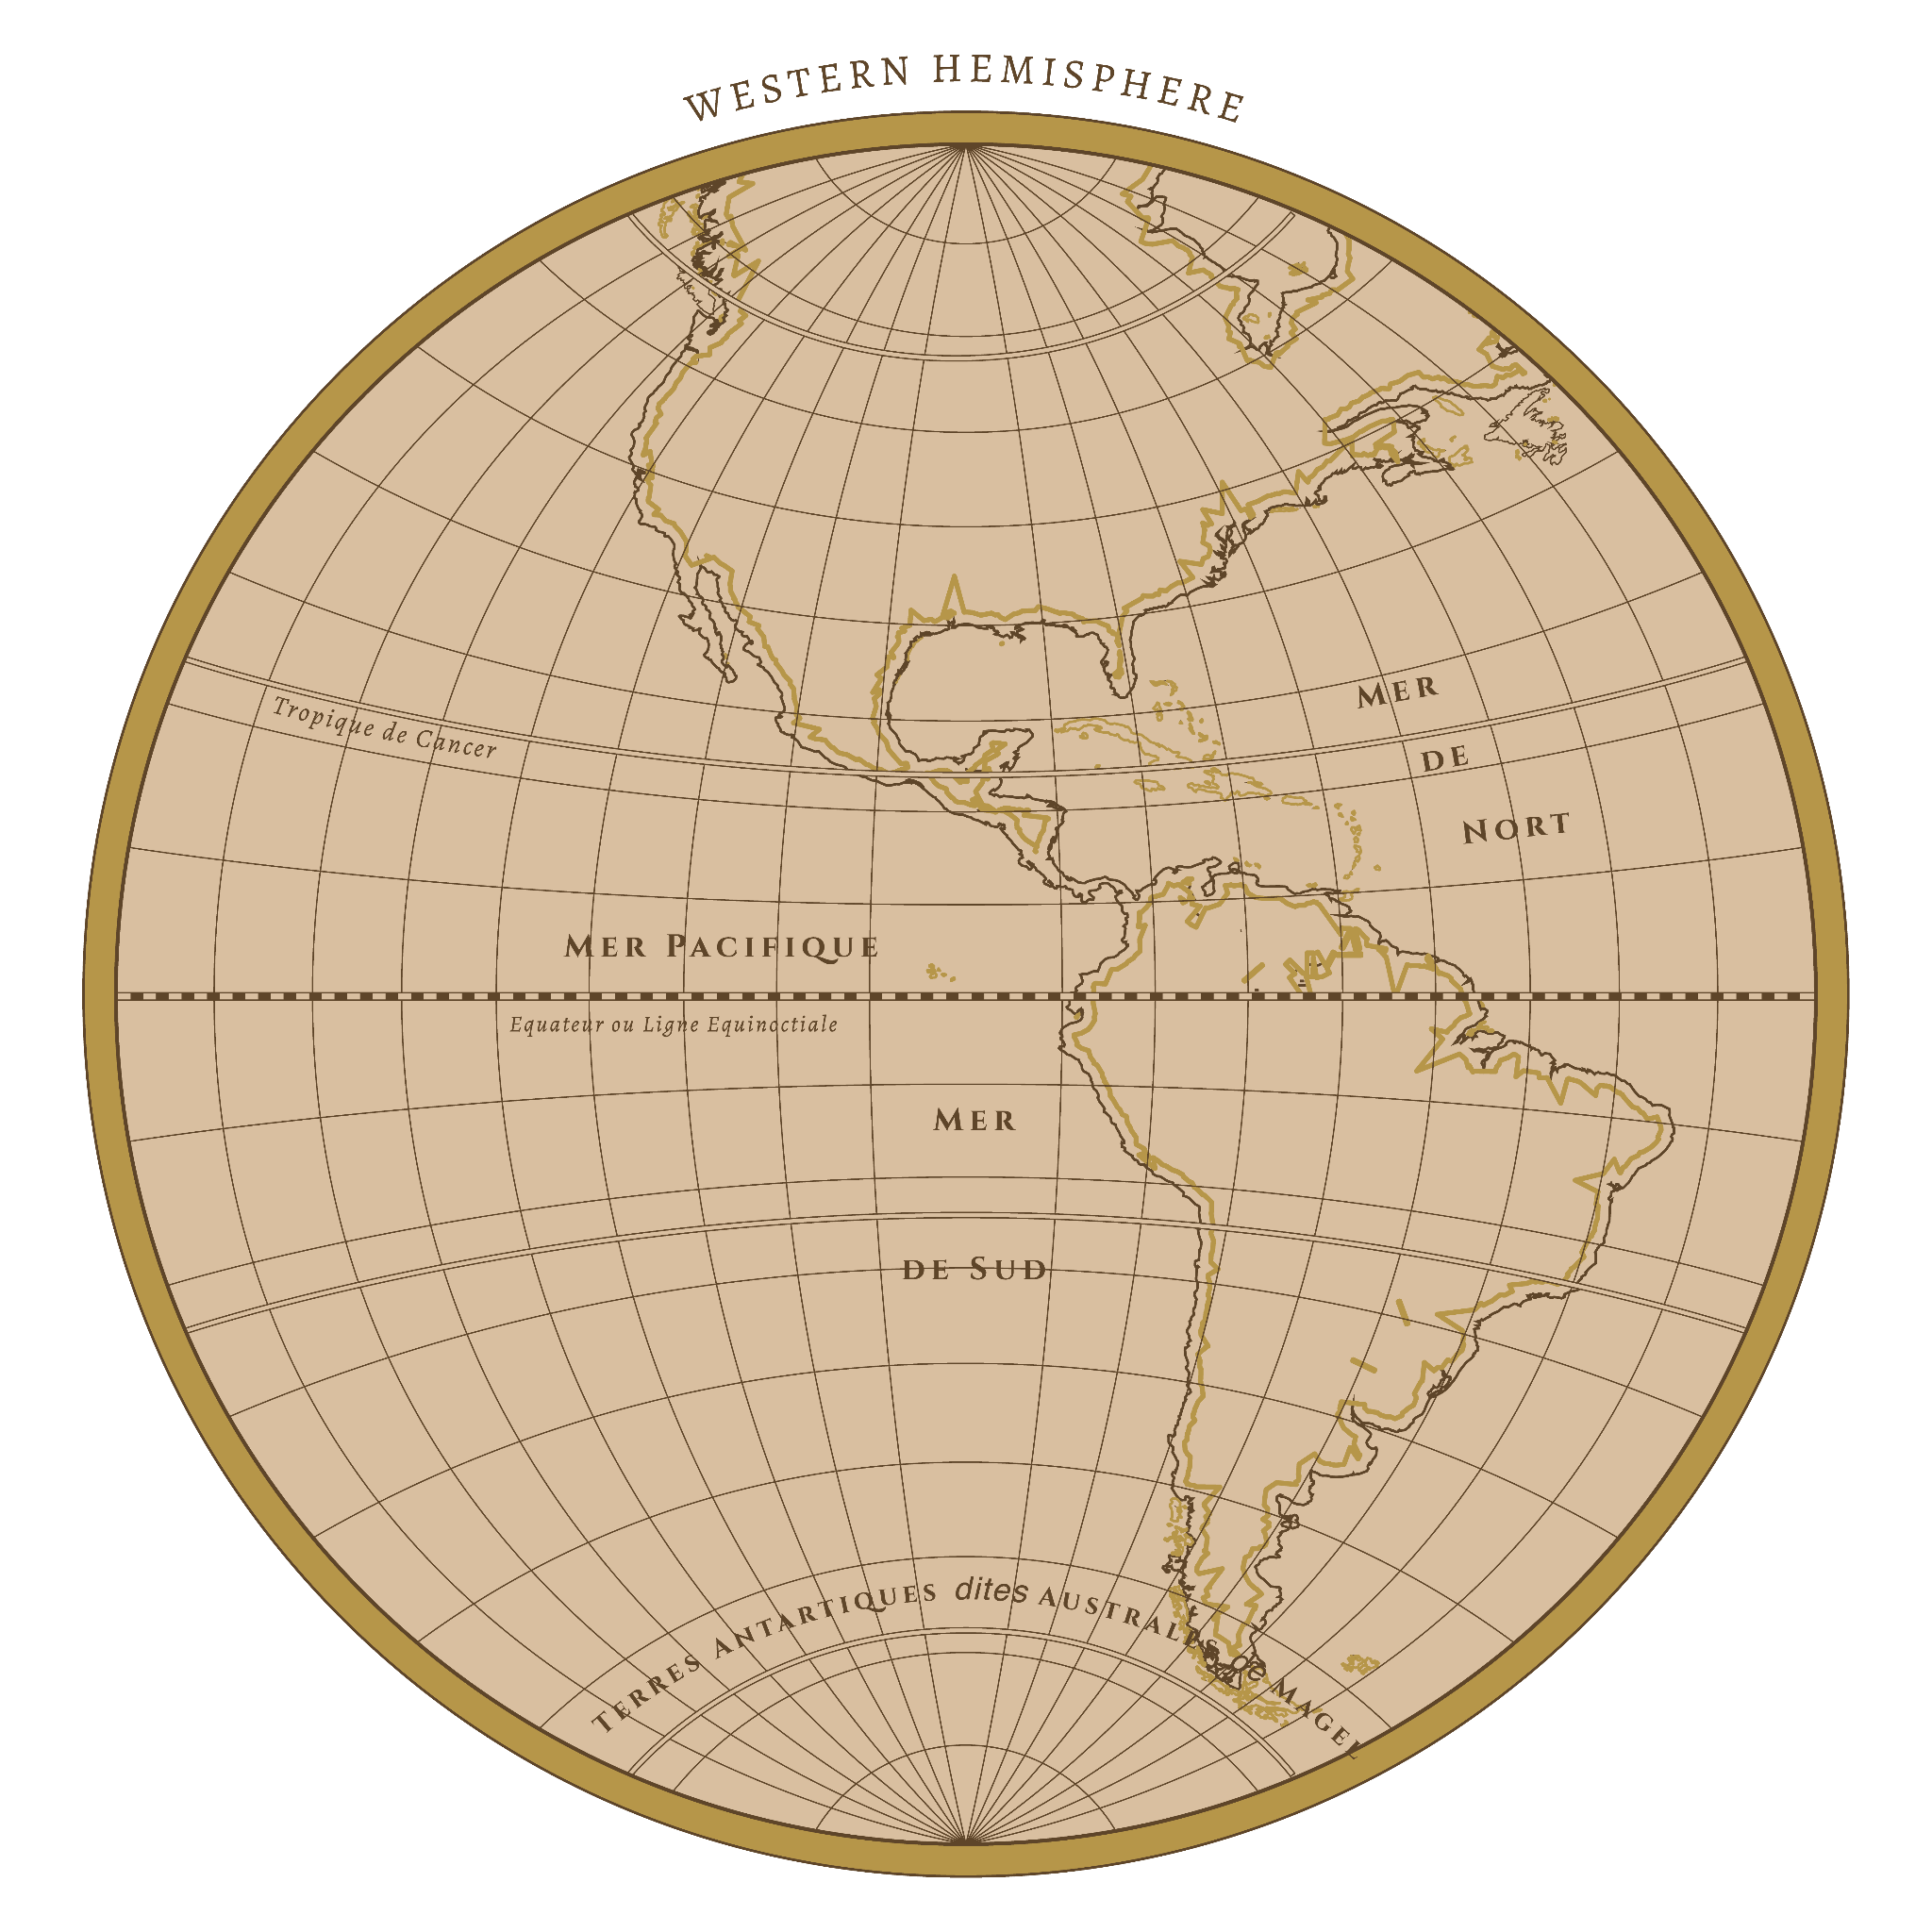 WESTERN HEMISPHERE
MER
Tropique de Cancer
DE
NORT
MER PACIFIQUE
Equateur ou Ligne Equinoctiale
MER
DE SUD
TERRES ANTARTIQUES dites AUSTRALES de MAGEL